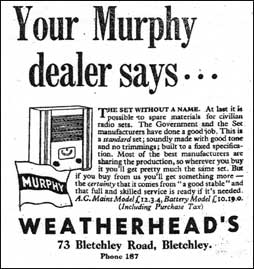 Your Murphy
dealer says...
THE SET WITHOUT A NAME. At last it is
possible to spare materials for civilian
radio sets. The Government and the Set
manufacturers have done a good job. This is
a standard set; soundly made with good tone
and no trimmings; built to a fixed specifica-
tion. Most of the best manufacturers are
sharing the production, so wherever you buy
it you'll get pretty much the same set. But
if you buy from us you'll get something more —
the certainty that it comes from "a good stable" and
that full and skilled service is ready if it's needed.
A.C. Mains Model £12.3.4, Battery Model £10.19.0.
(Including Purchase Tax)
MURPHY
WEATHERHEAD'S
73 Bletchley Road, Bletchley.
Phone 187